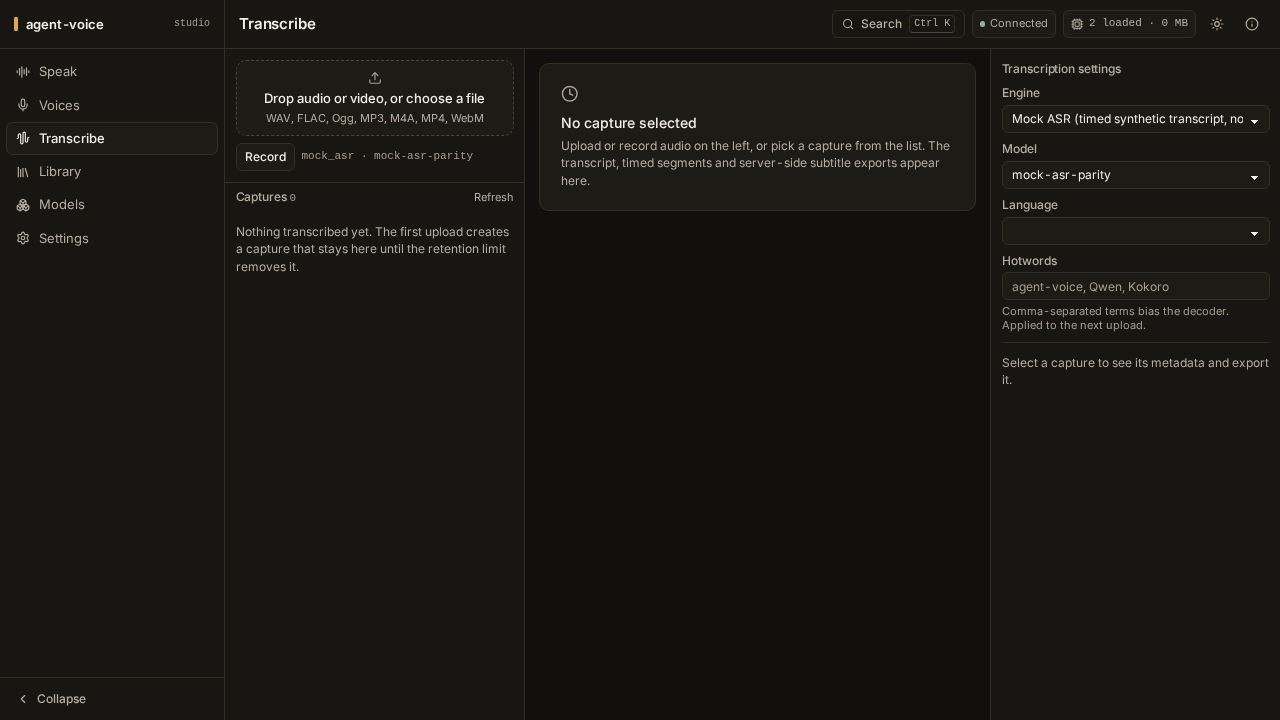 agent-voice
studio
Transcribe
Search
Ctrl K
Connected
2 loaded · 0 MB
Speak
Voices
Transcribe
Library
Models
Settings
Collapse
Drop audio or video, or choose a file
WAV, FLAC, Ogg, MP3, M4A, MP4, WebM
Record
mock_asr · mock-asr-parity
Captures 0
Refresh
Nothing transcribed yet. The first upload creates
a capture that stays here until the retention limit
removes it.
No capture selected
Upload or record audio on the left, or pick a capture from the list. The
transcript, timed segments and server-side subtitle exports appear
here.
Transcription settings
Engine
Mock ASR (timed synthetic transcript, no
Model
mock-asr-parity
Language
Hotwords
agent-voice, Qwen, Kokoro
Comma-separated terms bias the decoder.
Applied to the next upload.
Select a capture to see its metadata and export
it.